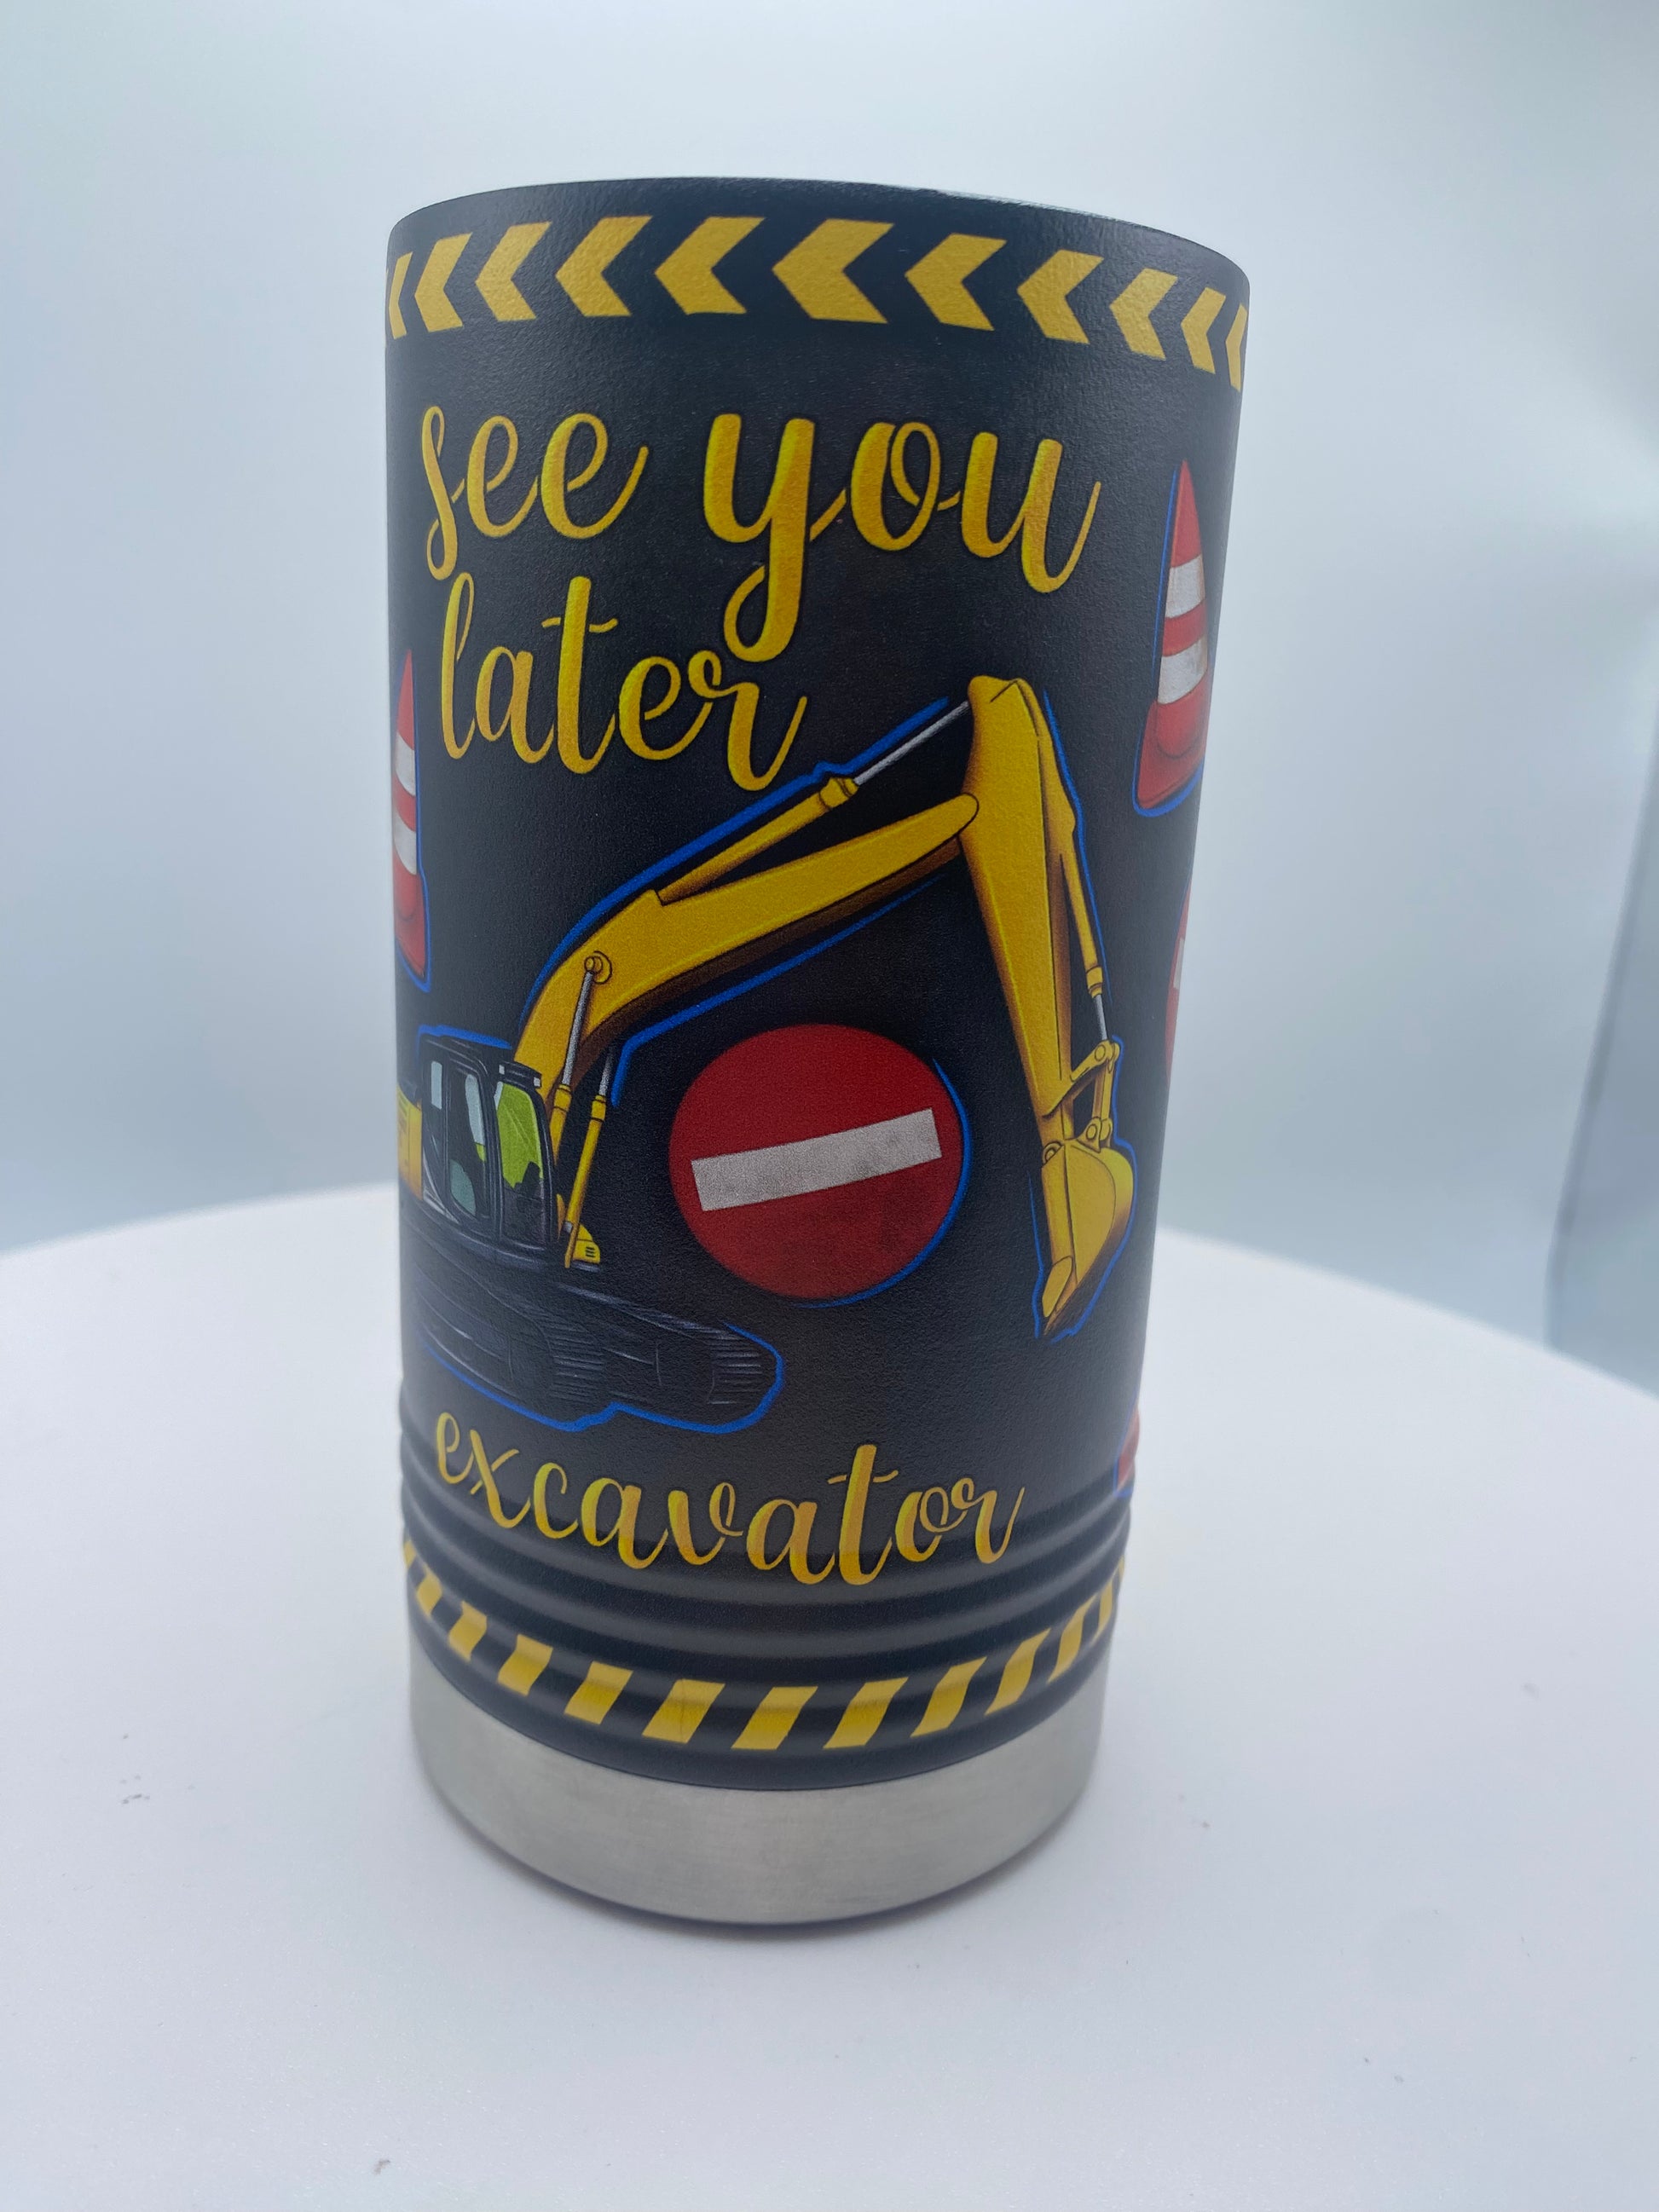 see you
later
excavator